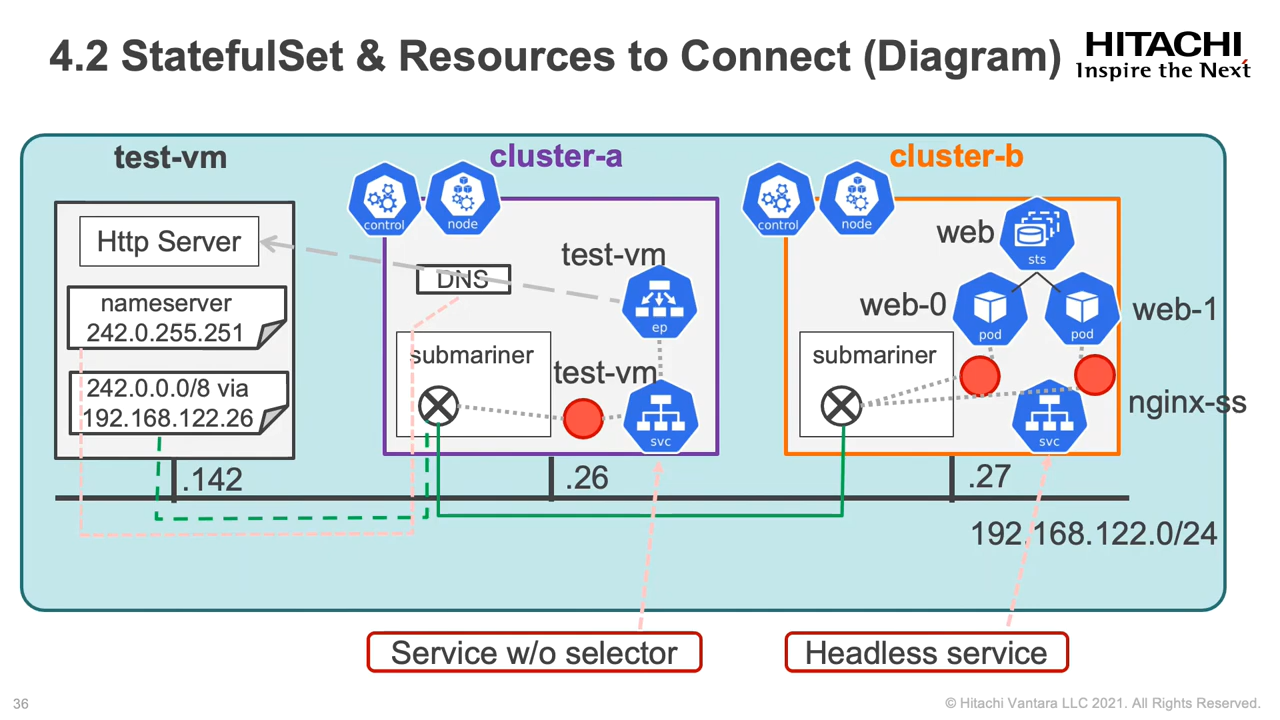 4.2 StatefulSet & Resources to Connect (Diagram)
HITACHI
Inspire the Next
test-vm
cluster-a
cluster-b
Http Server
nameserver
242.0.255.251
242.0.0.0/8 via
192.168.122.26
.142
control
node
DNS
test-vm
ep
submariner
test-vm
svc
.26
control
node
web
sts
web-0
pod
web-1
pod
submariner
nginx-ss
svc
.27
192.168.122.0/24
Service w/o selector
Headless service
36
© Hitachi Vantara LLC 2021. All Rights Reserved.